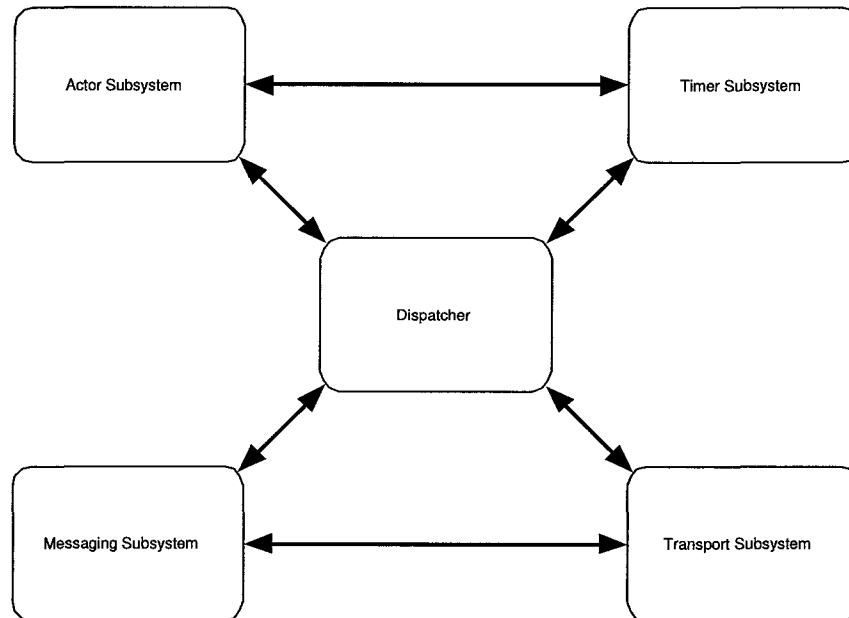 Actor Subsystem
Timer Subsystem
Dispatcher
Messaging Subsystem
Transport Subsystem